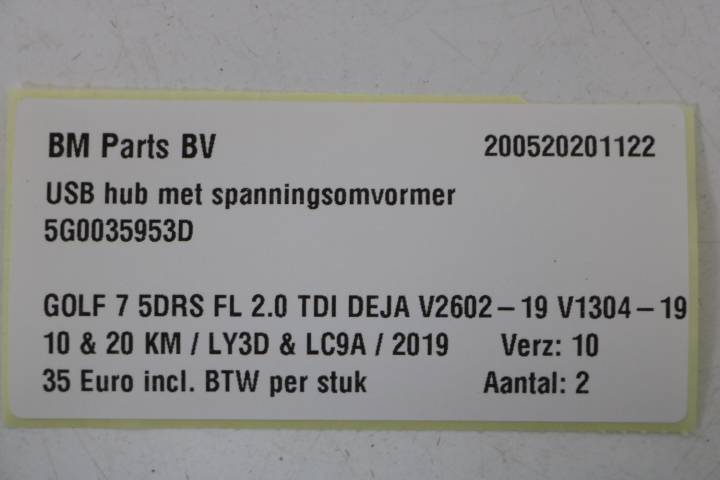 BM Parts BV 200520201122
USB hub met spanningsomvormer
5G0035953D
GOLF 7 5DRS FL 2.0 TDI DEJA V2602 – 19 V1304 – 19
10 & 20 KM / LY3D & LC9A / 2019 Verz: 10
35 Euro incl. BTW per stuk Aantal: 2